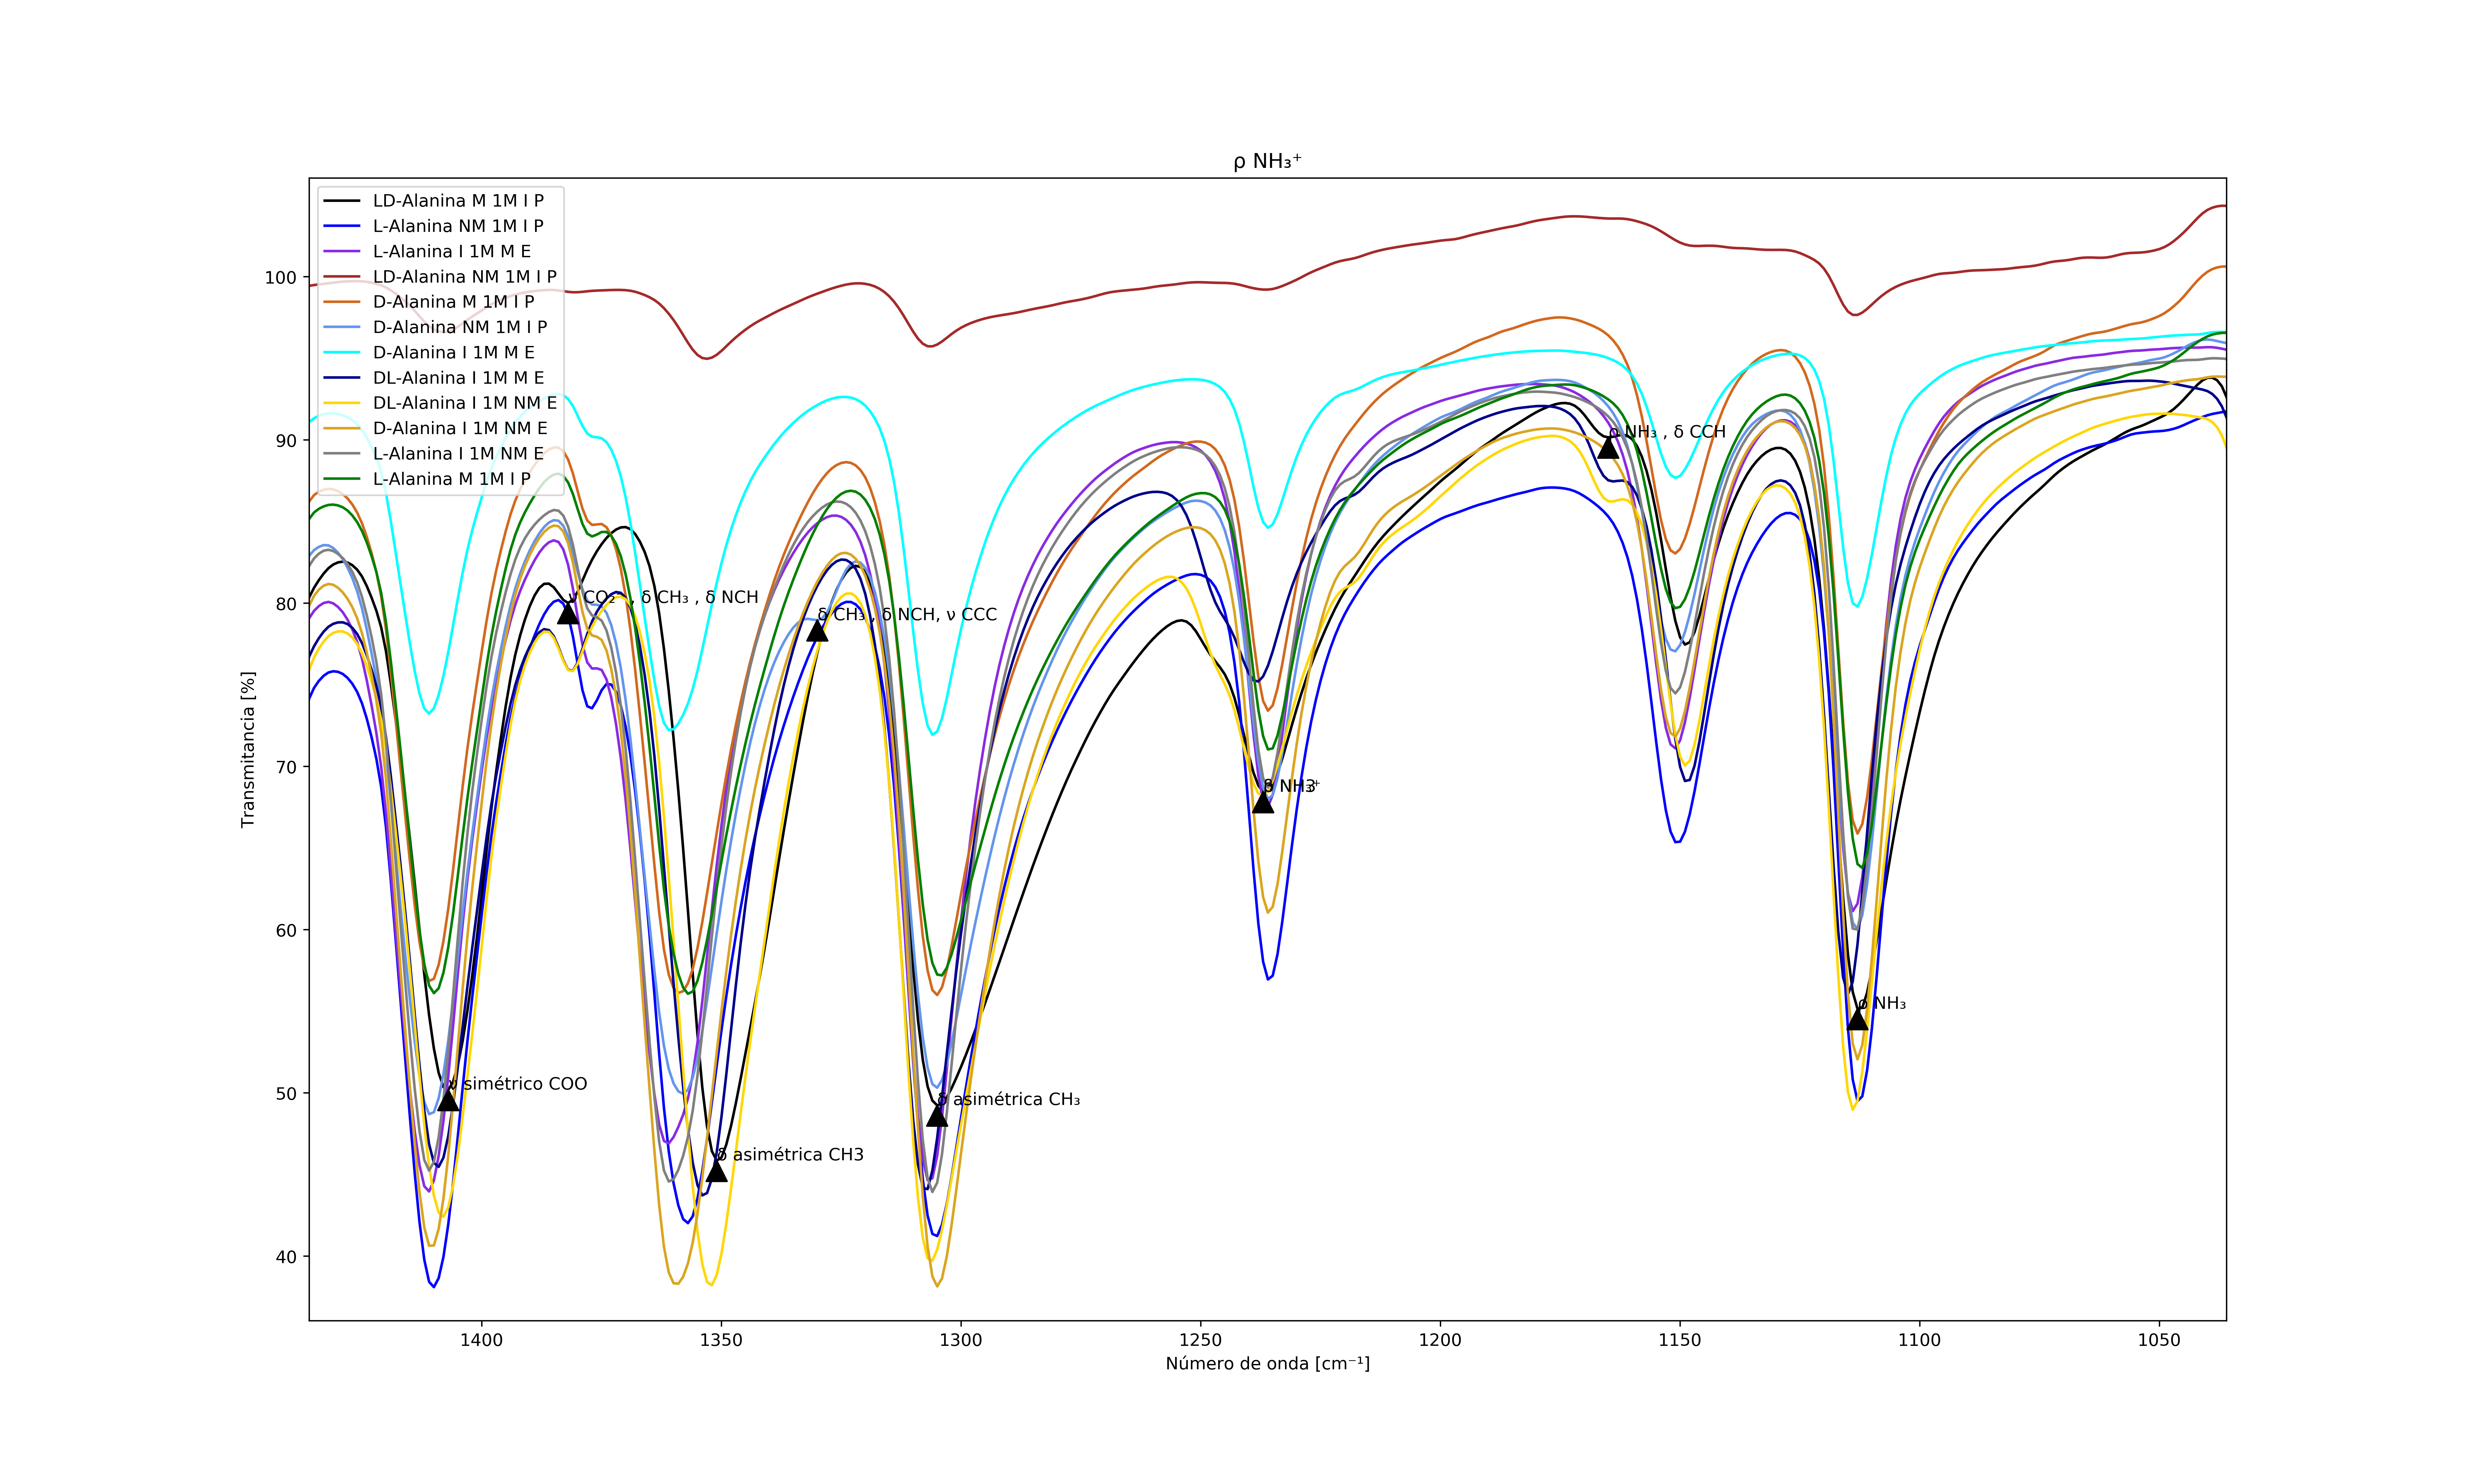 ρ NH₃⁺
LD-Alanina M 1M I P
L-Alanina NM 1M I P
L-Alanina I 1M M E
LD-Alanina NM 1M I P
D-Alanina M 1M I P
D-Alanina NM 1M I P
D-Alanina I 1M M E
DL-Alanina I 1M M E
DL-Alanina I 1M NM E
D-Alanina I 1M NM E
L-Alanina I 1M NM E
L-Alanina M 1M I P
Transmitancia [%]
100
90
80
70
60
50
40
ρ NH₃ , δ CCH
ν CO₂⁻ , δ CH₃ , δ NCH
δ CH₃ , δ NCH, ν CCC
NH₃⁺
ρ NH₃
ν simétrico COO
δ asimétrica CH₃
δ asimétrica CH3
1400
1350
1300
1250
1200
1150
1100
1050
Número de onda [cm⁻¹]